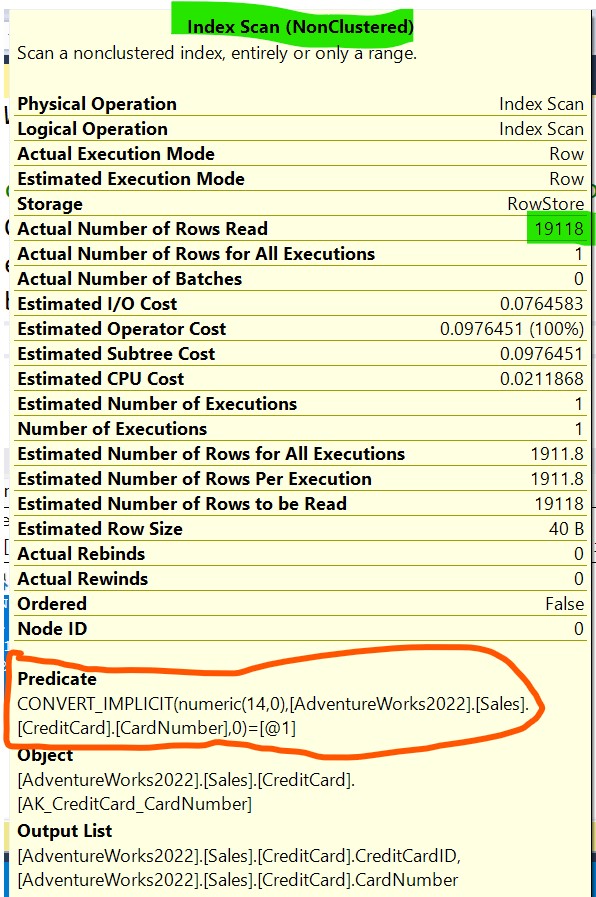 Index Scan (NonClustered)
Scan a nonclustered index, entirely or only a range.
Physical Operation Index Scan
Logical Operation Index Scan
Actual Execution Mode Row
Estimated Execution Mode Row
Storage RowStore
Actual Number of Rows Read 19118
Actual Number of Rows for All Executions 1
Actual Number of Batches 0
Estimated I/O Cost 0.0764583
Estimated Operator Cost 0.0976451 (100%)
Estimated Subtree Cost 0.0976451
Estimated CPU Cost 0.0211868
Estimated Number of Executions 1
Number of Executions 1
Estimated Number of Rows for All Executions 1911.8
Estimated Number of Rows Per Execution 1911.8
Estimated Number of Rows to be Read 19118
Estimated Row Size 40 B
Actual Rebinds 0
Actual Rewinds 0
Ordered False
Node ID 0
Predicate
CONVERT_IMPLICIT(numeric(14,0),[AdventureWorks2022].[Sales].
[CreditCard].[CardNumber],0)=[@1]
Object
[AdventureWorks2022].[Sales].[CreditCard].
[AK_CreditCard_CardNumber]
Output List
[AdventureWorks2022].[Sales].[CreditCard].CreditCardID,
[AdventureWorks2022].[Sales].[CreditCard].CardNumber